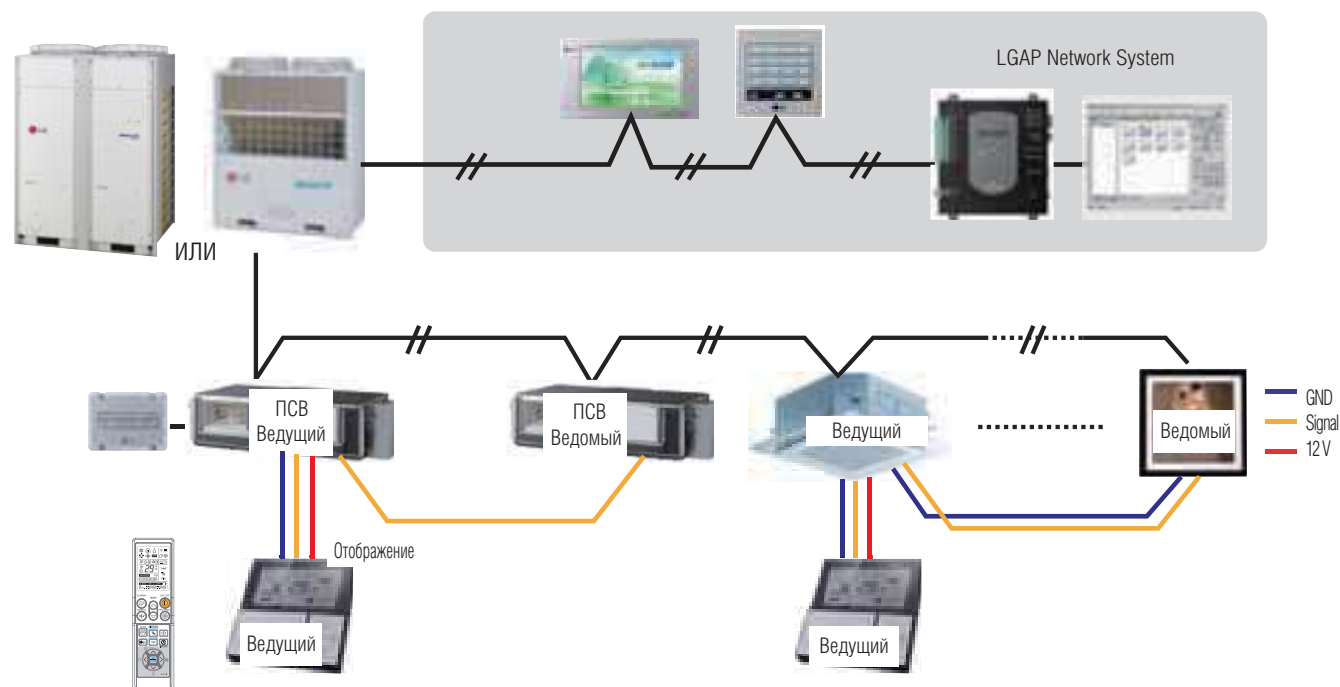 LGAP Network System
ИЛИ
ПСВ
Ведущий
ПСВ
Ведомый
Ведущий
Ведомый
GND
Signal
12 V
Отображение
Ведущий
Ведущий